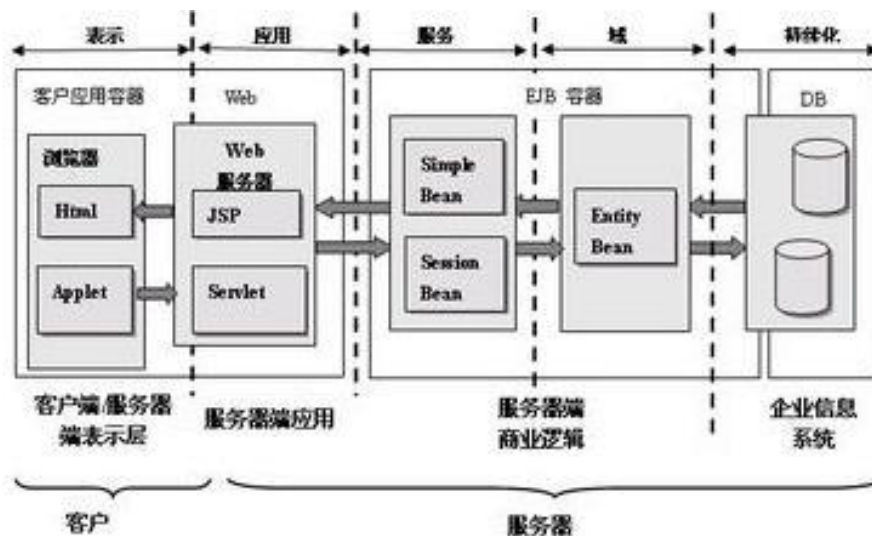 表示 应用 服务 域 持续化
客户应用容器 Web EJB 容器 DB
浏览器
Html
Applet
Web
服务器
JSP
Servlet
Simple
Bean
Session
Bean
Entity
Bean
客户端/服务器
端表示层
服务器端应用
服务器端
商业逻辑
企业信息
系统
客户
服务器